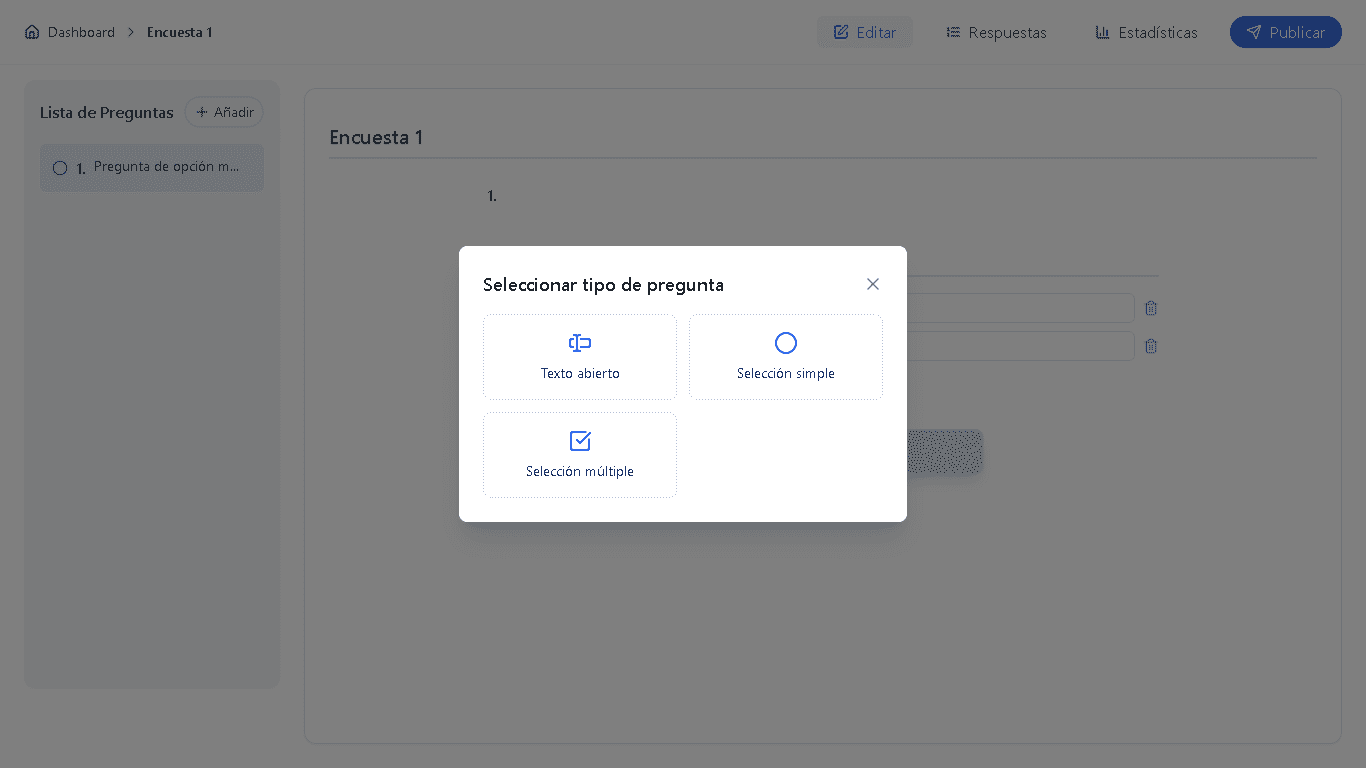 Dashboard > Encuesta 1
Editar
Respuestas
Estadísticas
Publicar
Lista de Preguntas
+ Añadir
1. Pregunta de opción m...
Encuesta 1
1.
Seleccionar tipo de pregunta
Texto abierto
Selección simple
Selección múltiple